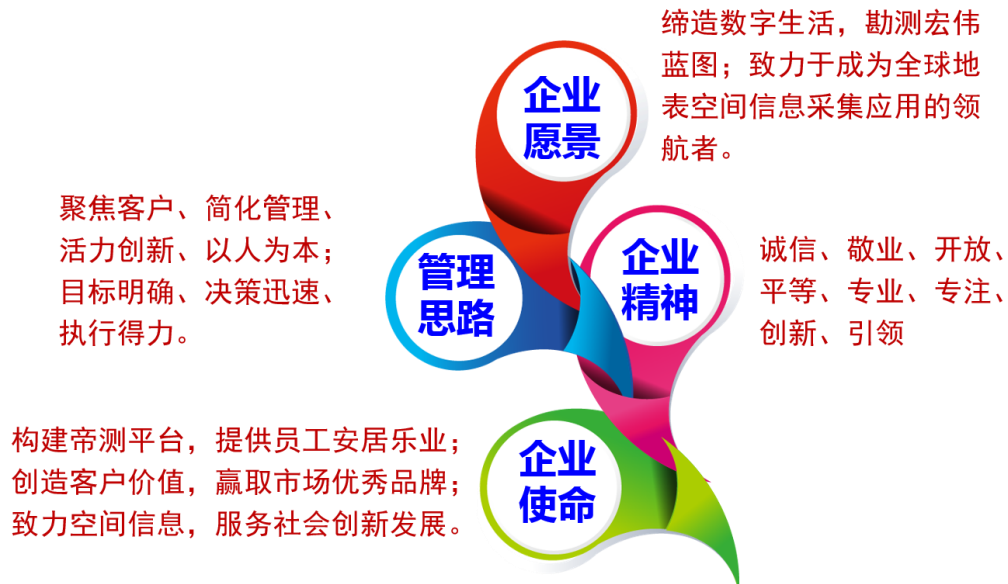 企业
愿景
缔造数字生活，勘测宏伟
蓝图；致力于成为全球地
表空间信息采集应用的领
航者。
管理
思路
聚焦客户、简化管理、
活力创新、以人为本；
目标明确、决策迅速、
执行得力。
企业
精神
诚信、敬业、开放、
平等、专业、专注、
创新、引领
企业
使命
构建帝测平台，提供员工安居乐业；
创造客户价值，赢取市场优秀品牌；
致力空间信息，服务社会创新发展。